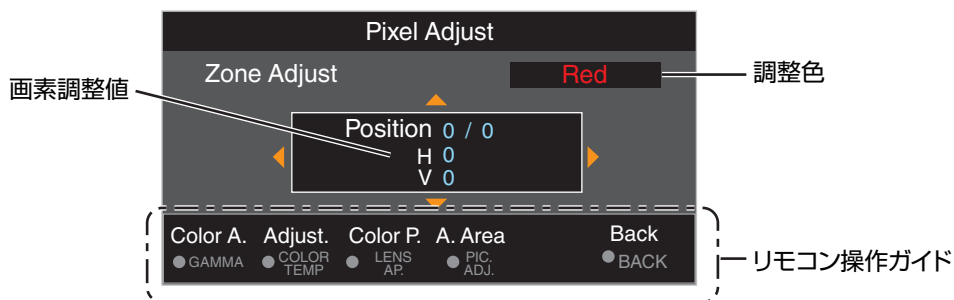 Pixel Adjust
Zone Adjust Red
調整色
画素調整値
Position 0 / 0
H 0
V 0
Color A. Adjust. Color P. A. Area Back
GAMMA COLOR TEMP LENS AP. PIC. ADJ. BACK
リモコン操作ガイド